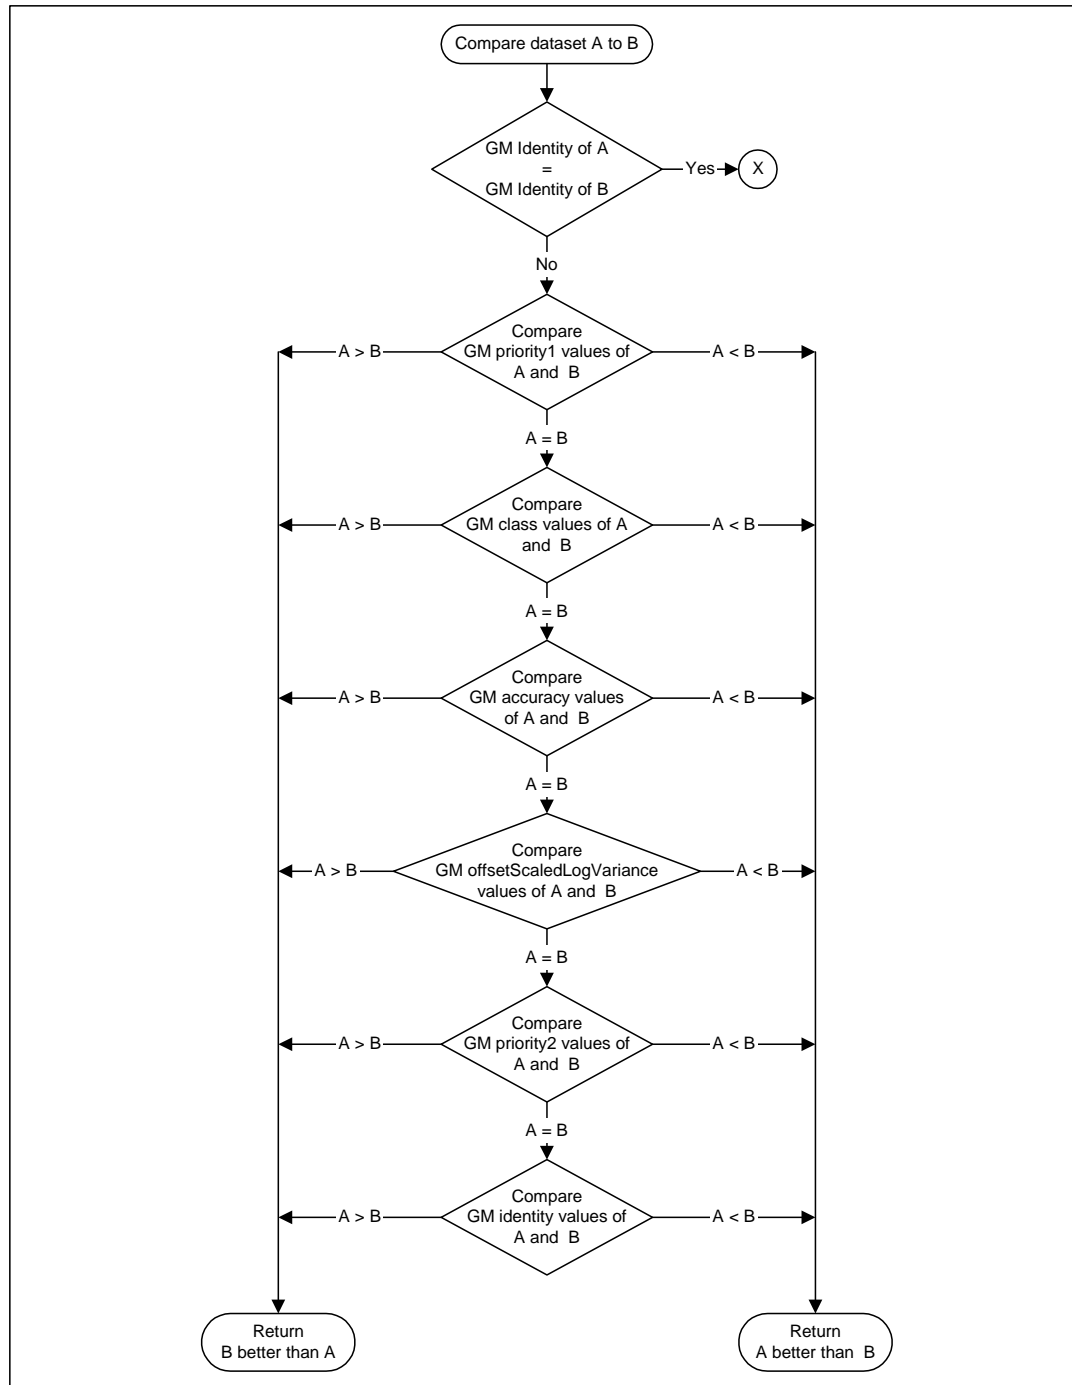 Compare dataset A to B
GM Identity of A
=
GM Identity of B
Yes
X
No
Compare
GM priority1 values of
A and B
A > B
A < B
A = B
Compare
GM class values of A
and B
A > B
A < B
A = B
Compare
GM accuracy values
of A and B
A > B
A < B
A = B
Compare
GM offsetScaledLogVariance
values of A and B
A > B
A < B
A = B
Compare
GM priority2 values of
A and B
A > B
A < B
A = B
Compare
GM identity values of
A and B
A > B
A < B
Return
B better than A
Return
A better than B